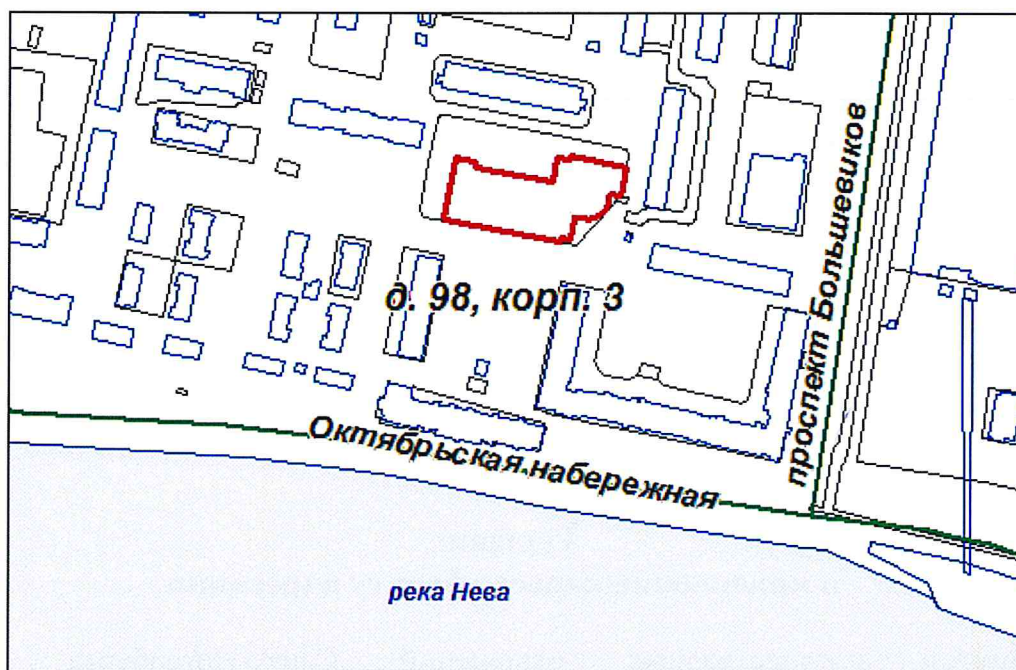 д. 98, корп. 3
проспект Большевиков
Октябрьская набережная
река Нева